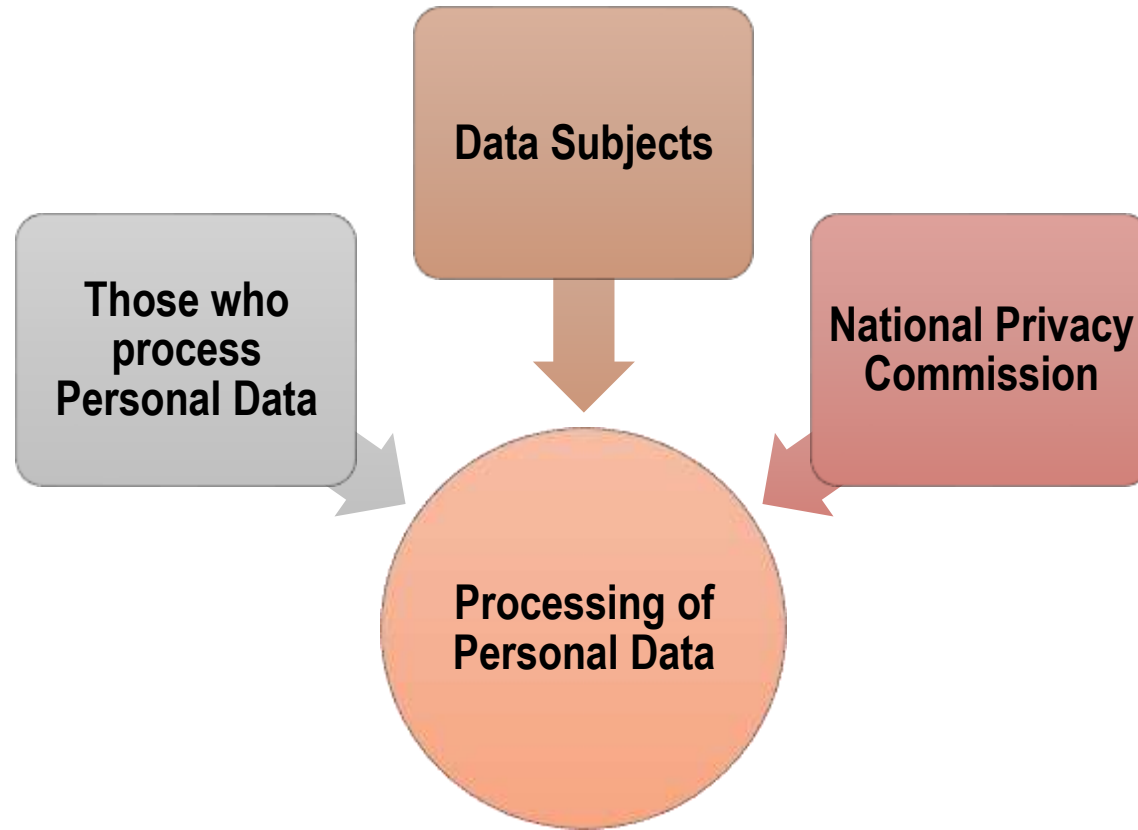 Data Subjects
Those who
process
Personal Data
National Privacy
Commission
Processing of
Personal Data